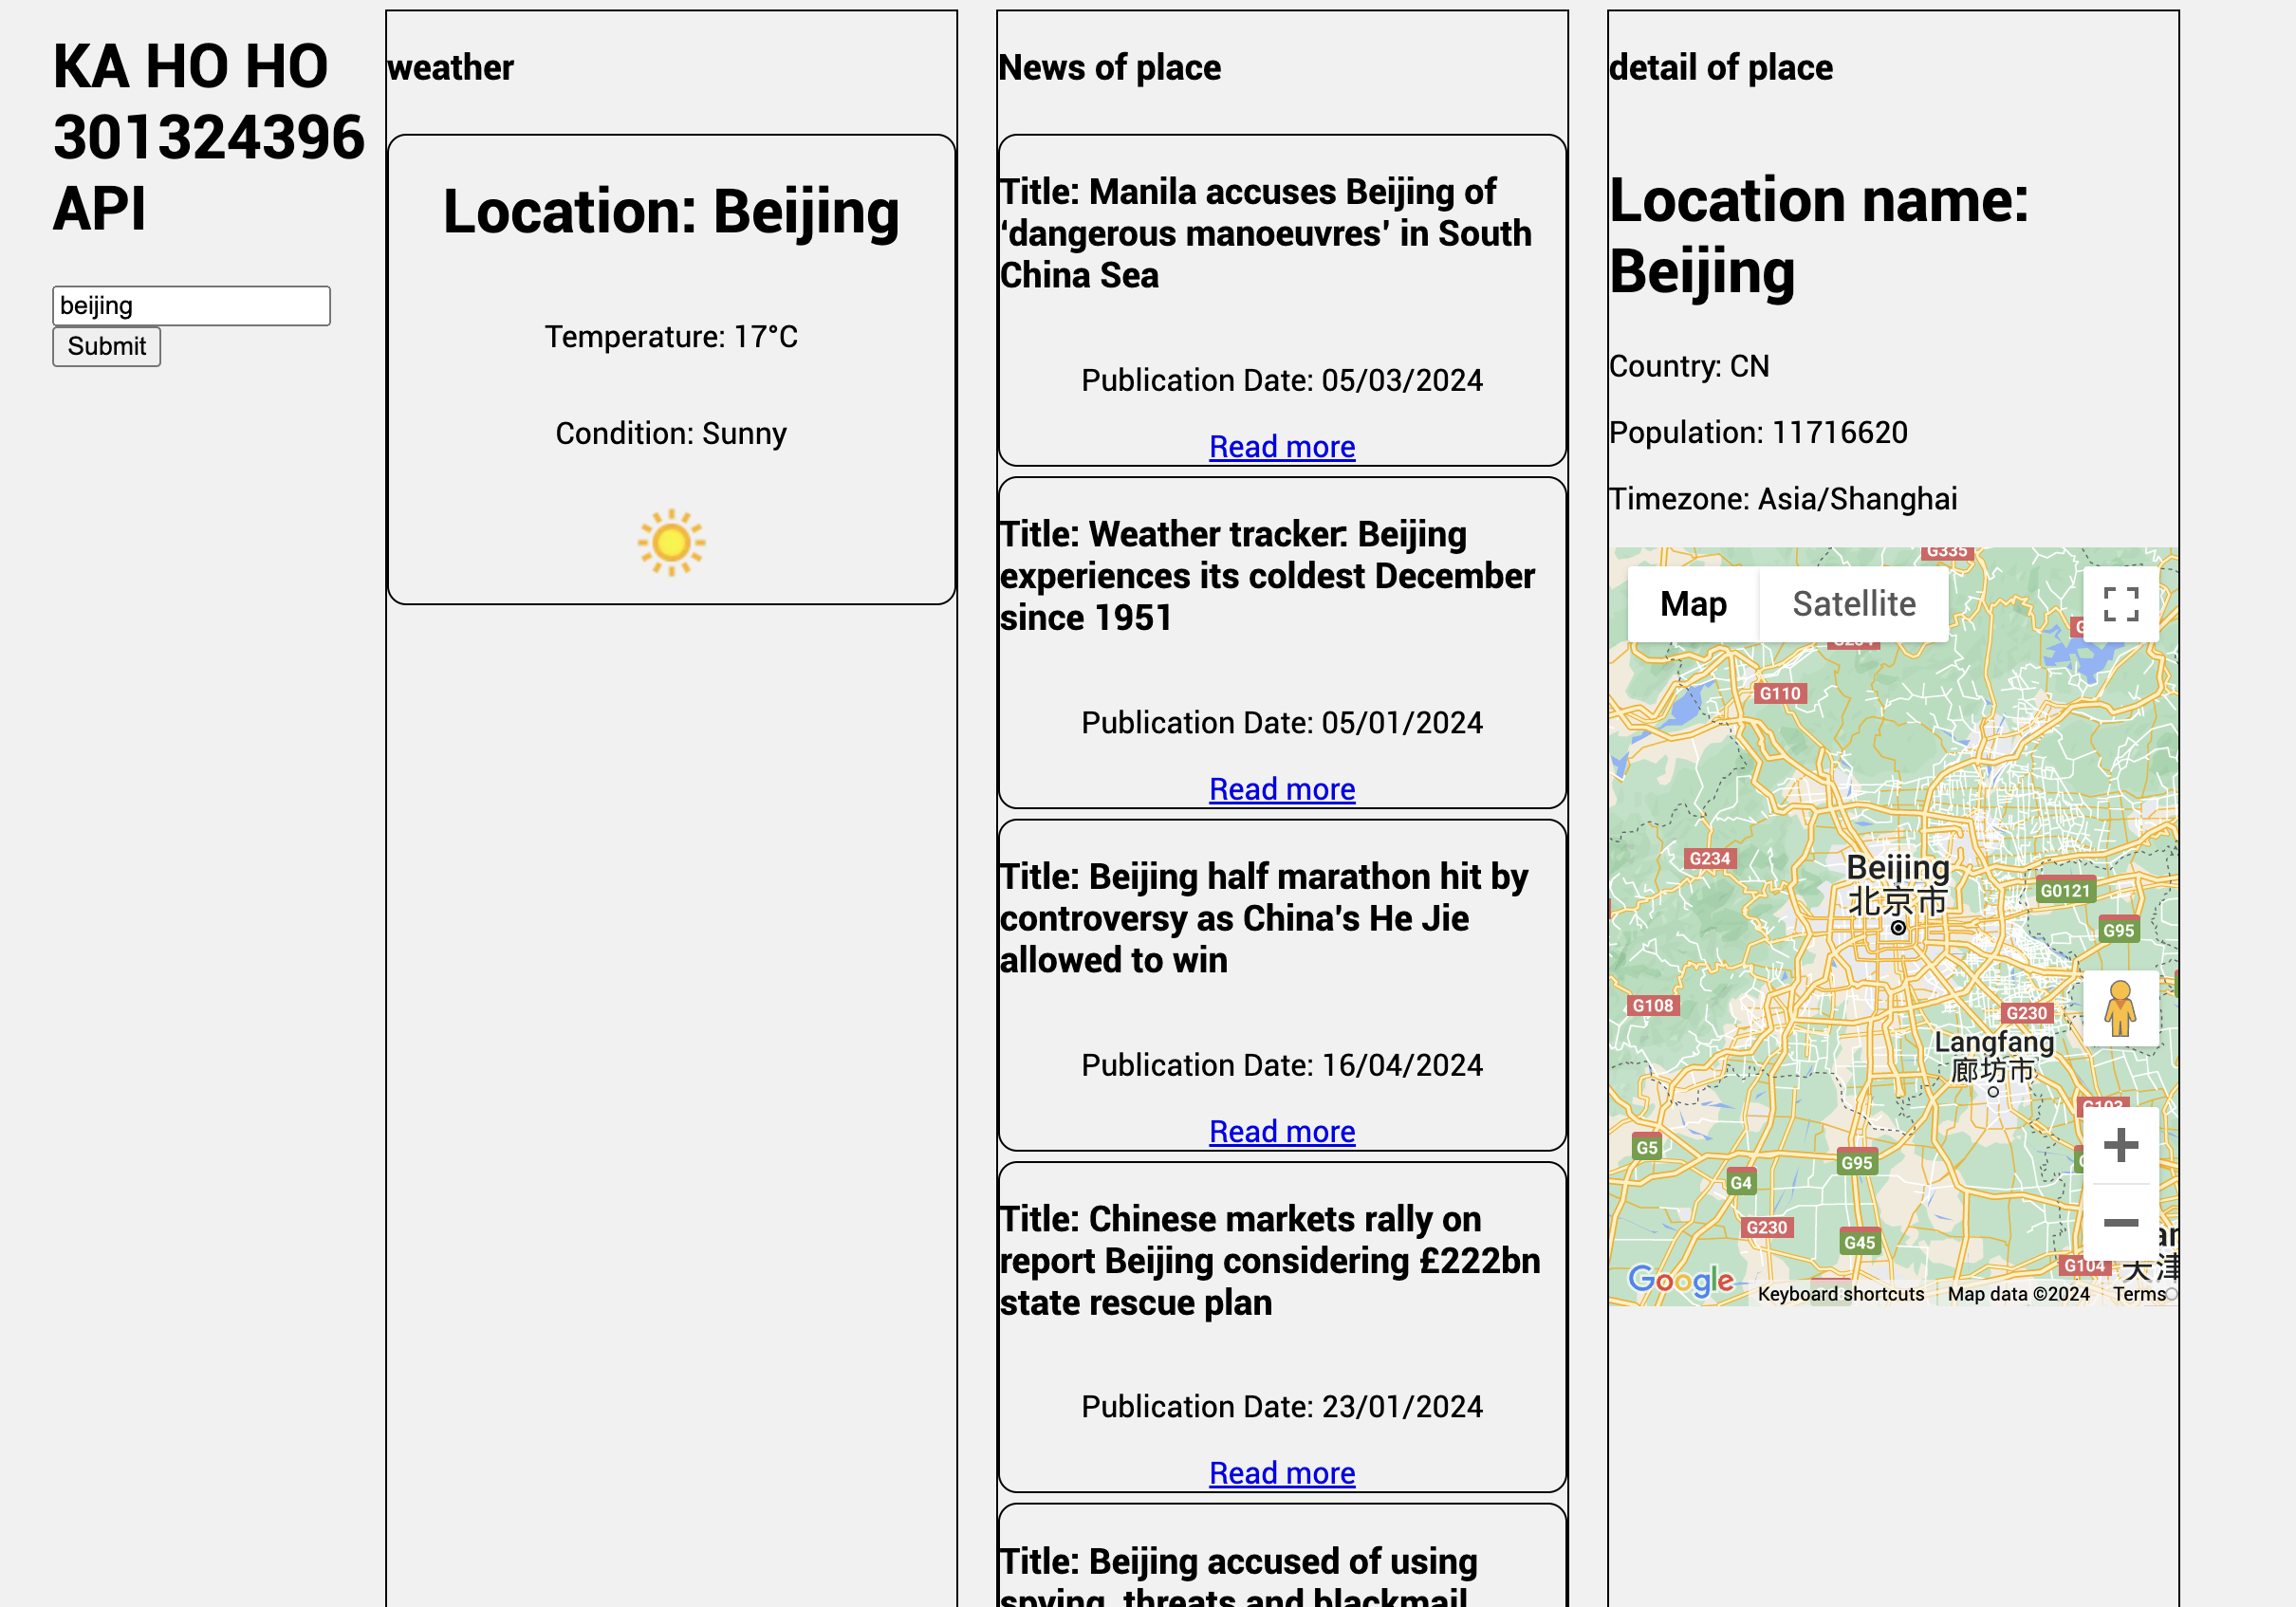 KA HO HO
301324396
API
beijing
Submit
weather
Location: Beijing
Temperature: 17°C
Condition: Sunny
News of place
Title: Manila accuses Beijing of
‘dangerous manoeuvres’ in South
China Sea
Publication Date: 05/03/2024
Read more
Title: Weather tracker: Beijing
experiences its coldest December
since 1951
Publication Date: 05/01/2024
Read more
Title: Beijing half marathon hit by
controversy as China’s He Jie
allowed to win
Publication Date: 16/04/2024
Read more
Title: Chinese markets rally on
report Beijing considering £222bn
state rescue plan
Publication Date: 23/01/2024
Read more
Title: Beijing accused of using
spying, threats and blackmail
detail of place
Location name:
Beijing
Country: CN
Population: 11716620
Timezone: Asia/Shanghai
G335
Map
Satellite
G110
G234
Beijing
北京市
G0121
G95
G108
G230
Langfang
廊坊市
G5
G95
G4
G230
G45
G104
Google
Keyboard shortcuts
Map data ©2024
Terms